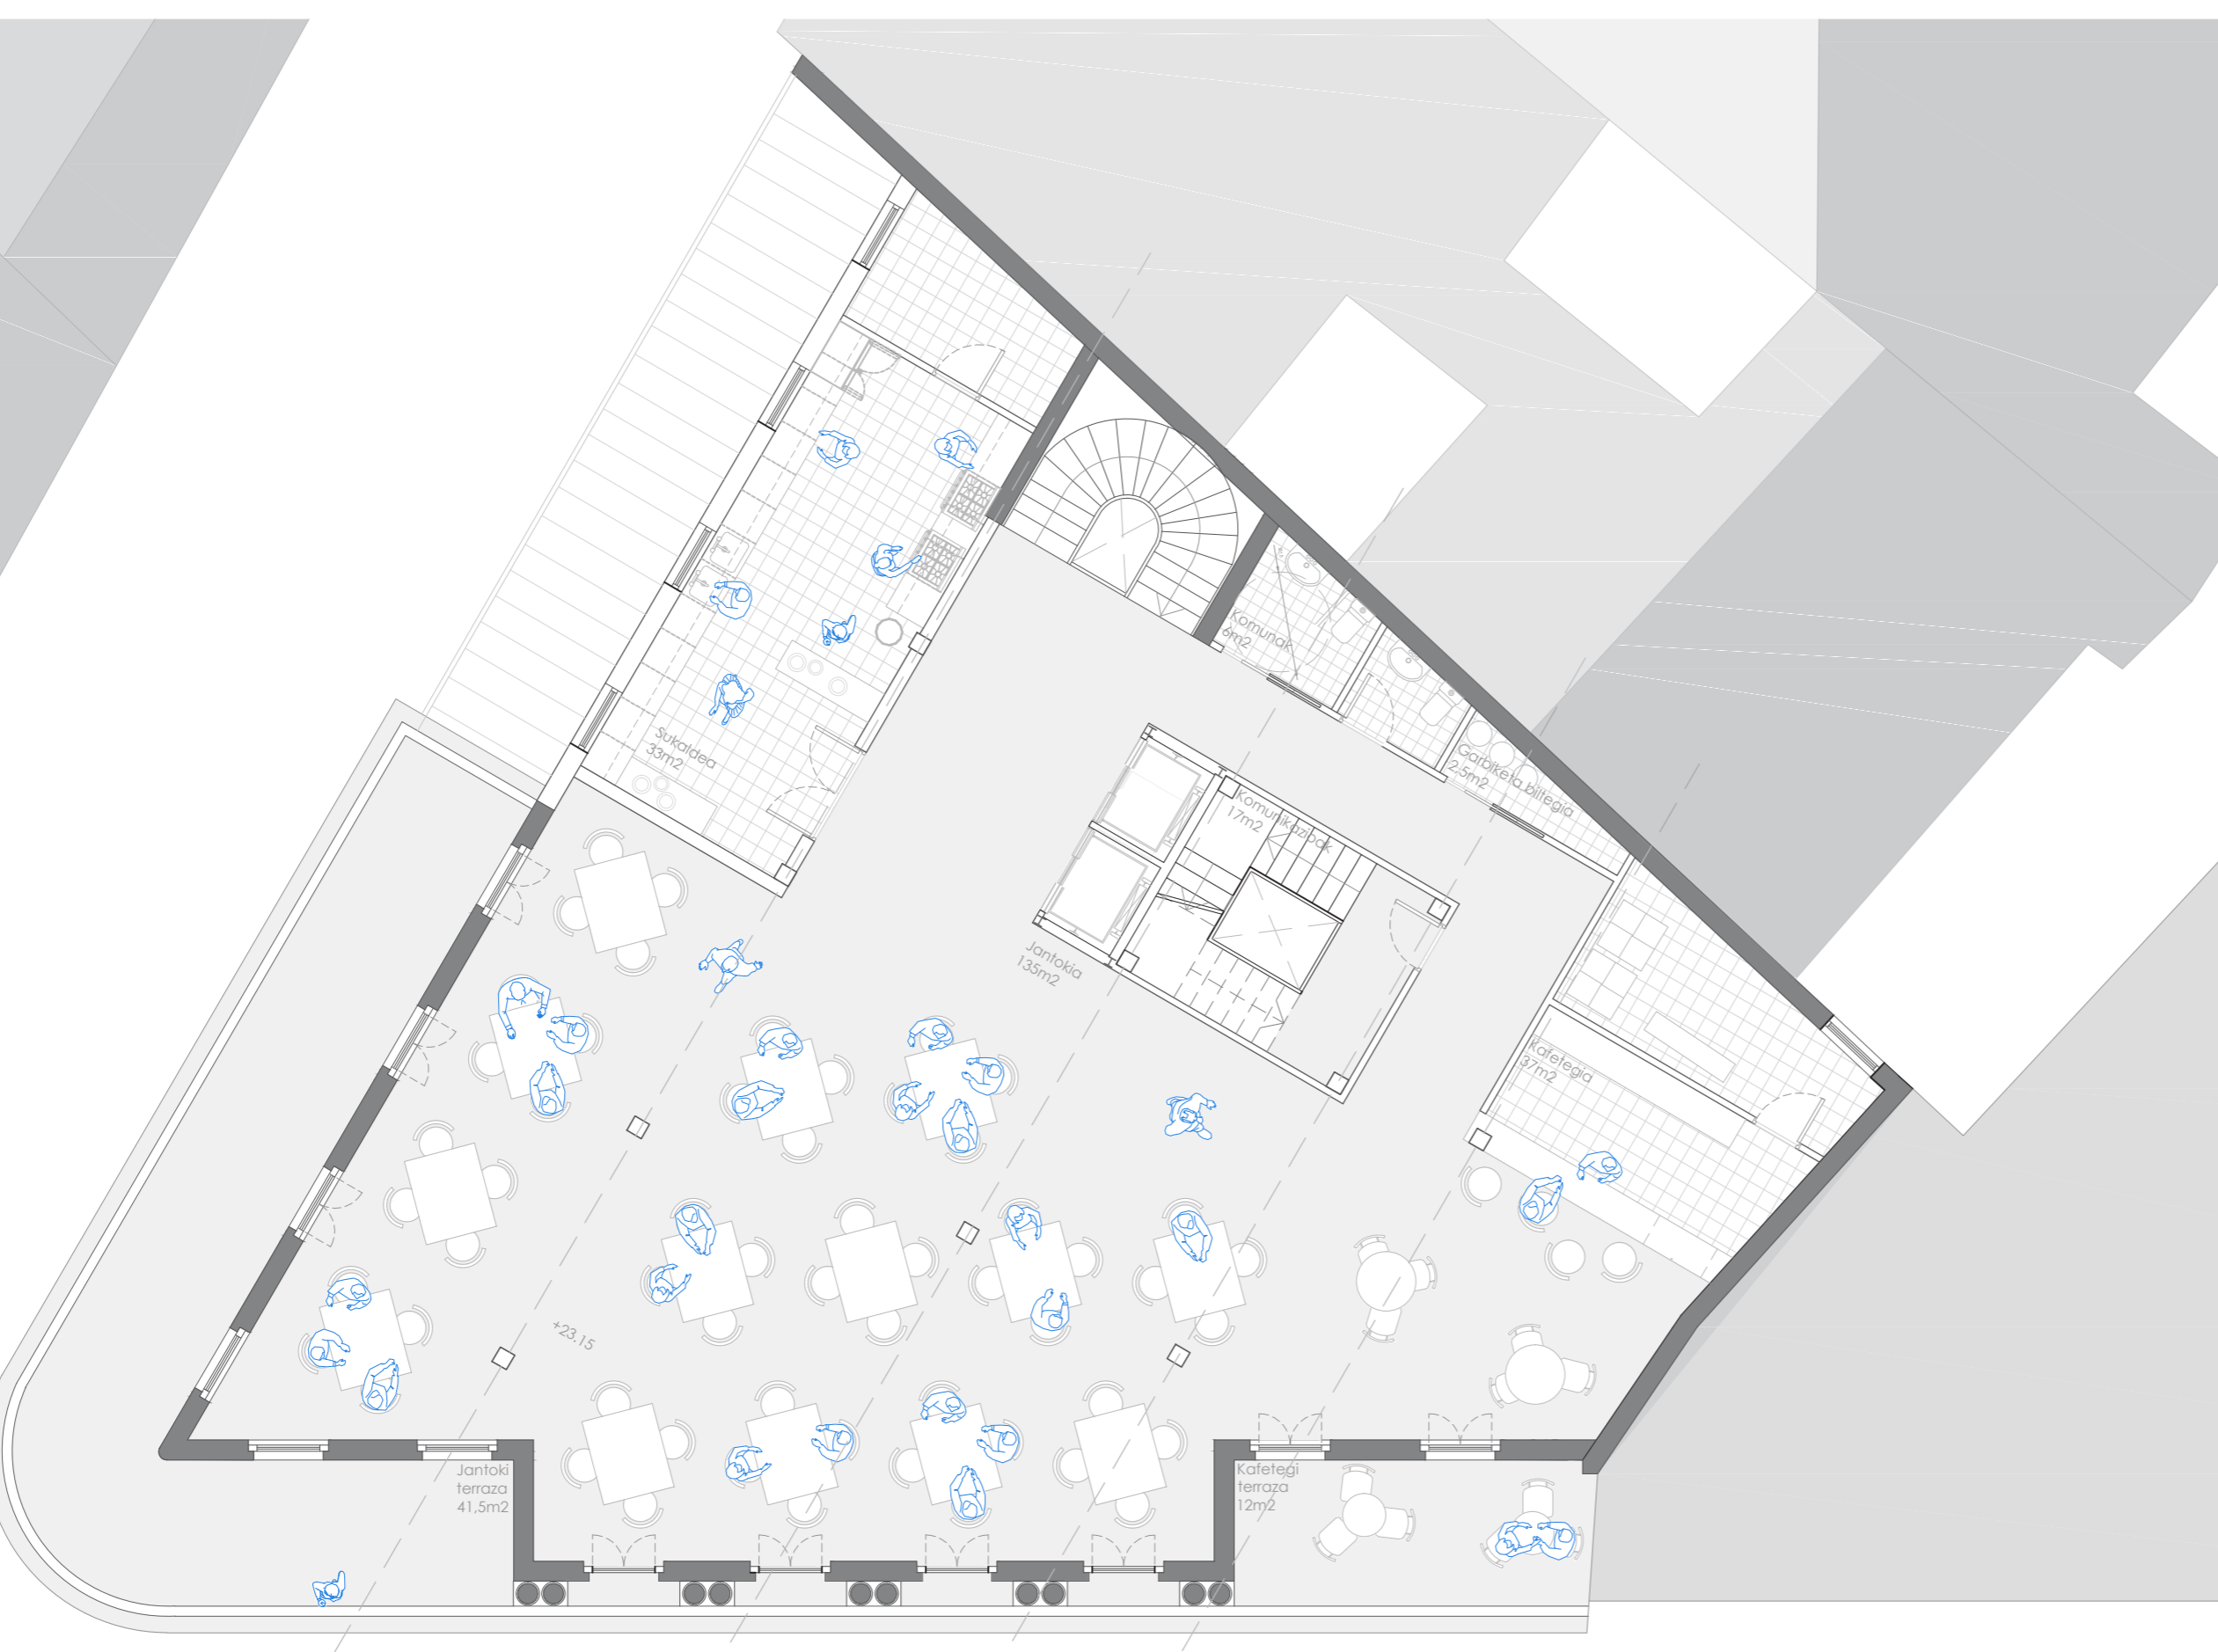 Komunak
6m2
Sukaldea
33m2
Garbiketa biltegia
2,5m2
Komunikazioak
17m2
Jantokia
135m2
Kafetegia
37m2
+23.15
Jantoki
terraza
41,5m2
Kafetegi
terraza
12m2